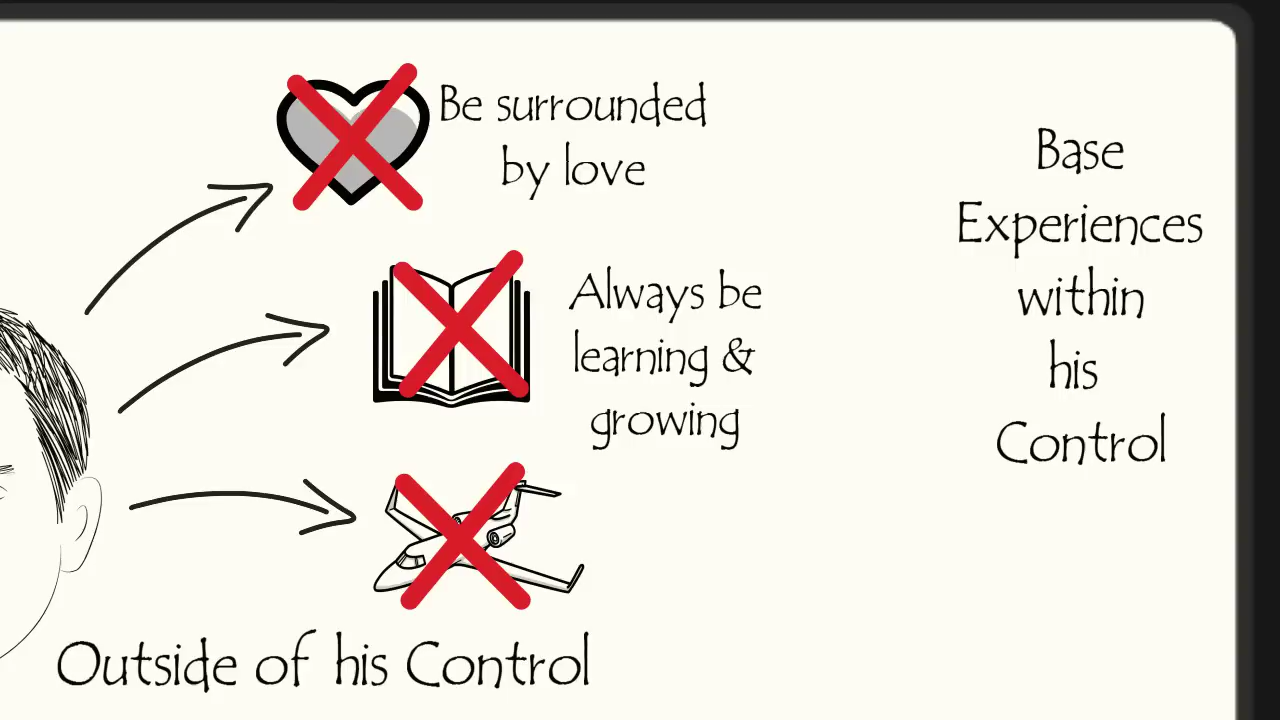 Be surrounded
by love
Always be
learning &
growing
Outside of his Control
Base
Experiences
within
his
Control